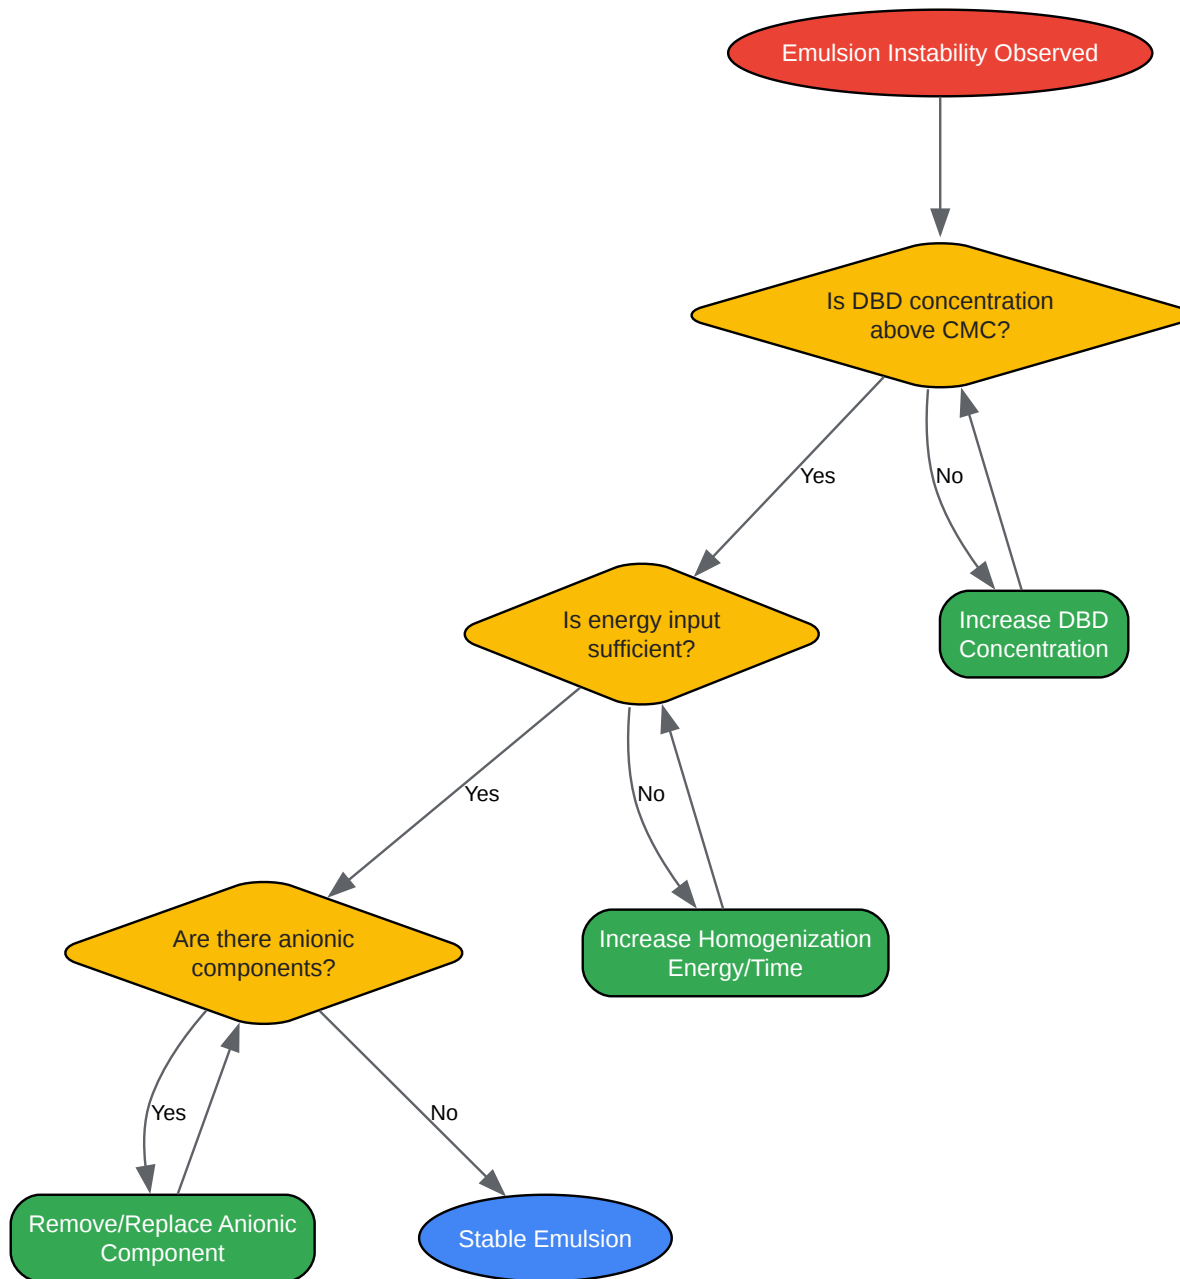 Emulsion Instability Observed
Is DBD concentration
above CMC?
Yes
No
Increase DBD
Concentration
Is energy input
sufficient?
Yes
No
Increase Homogenization
Energy/Time
Are there anionic
components?
Yes
No
Remove/Replace Anionic
Component
Stable Emulsion